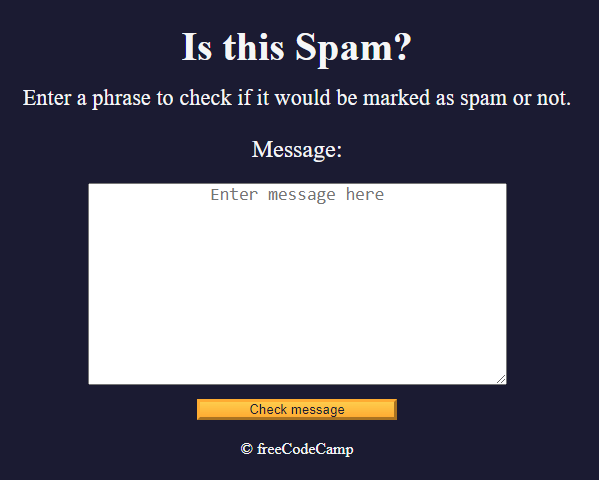 Is this Spam?
Enter a phrase to check if it would be marked as spam or not.
Message:
Enter message here
Check message
© freeCodeCamp